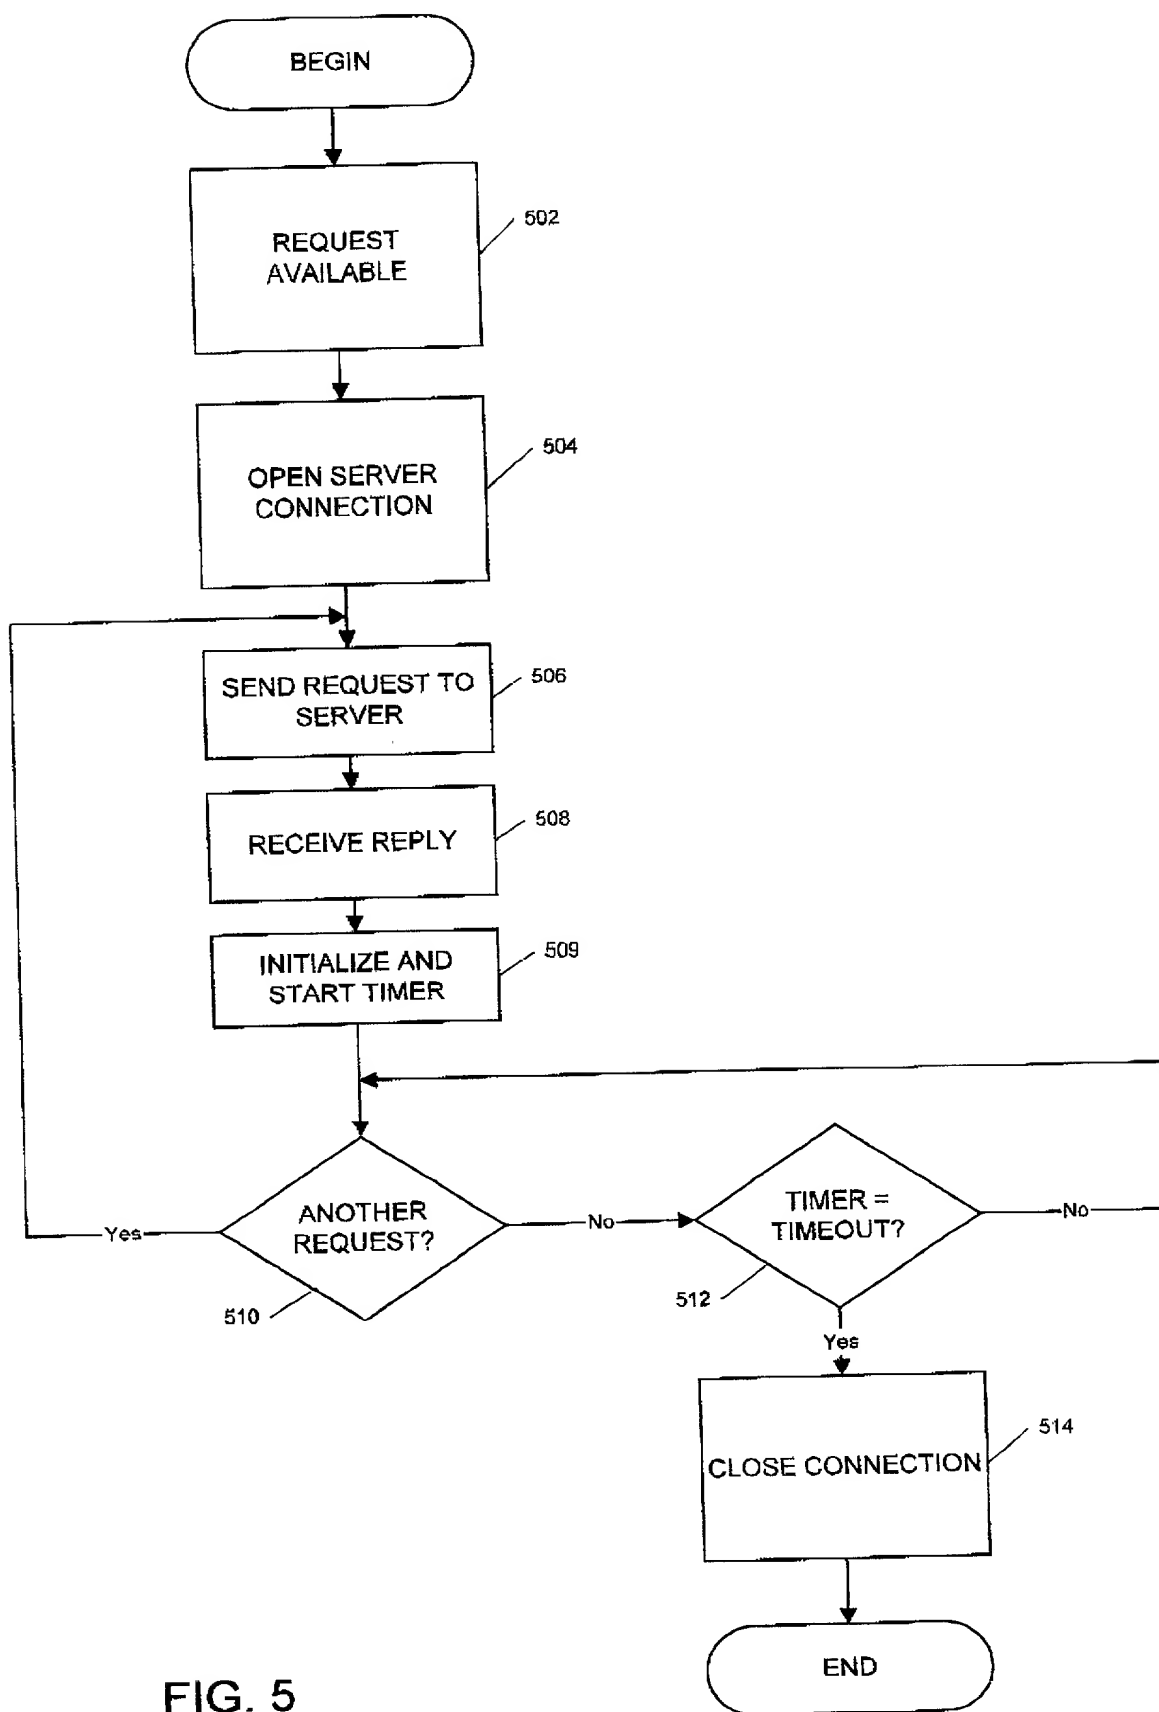 BEGIN
REQUEST
AVAILABLE
502
OPEN SERVER
CONNECTION
504
SEND REQUEST TO
SERVER
506
RECEIVE REPLY
508
INITIALIZE AND
START TIMER
509
ANOTHER
REQUEST?
510
Yes
No
TIMER =
TIMEOUT?
512
No
Yes
CLOSE CONNECTION
514
END
FIG. 5